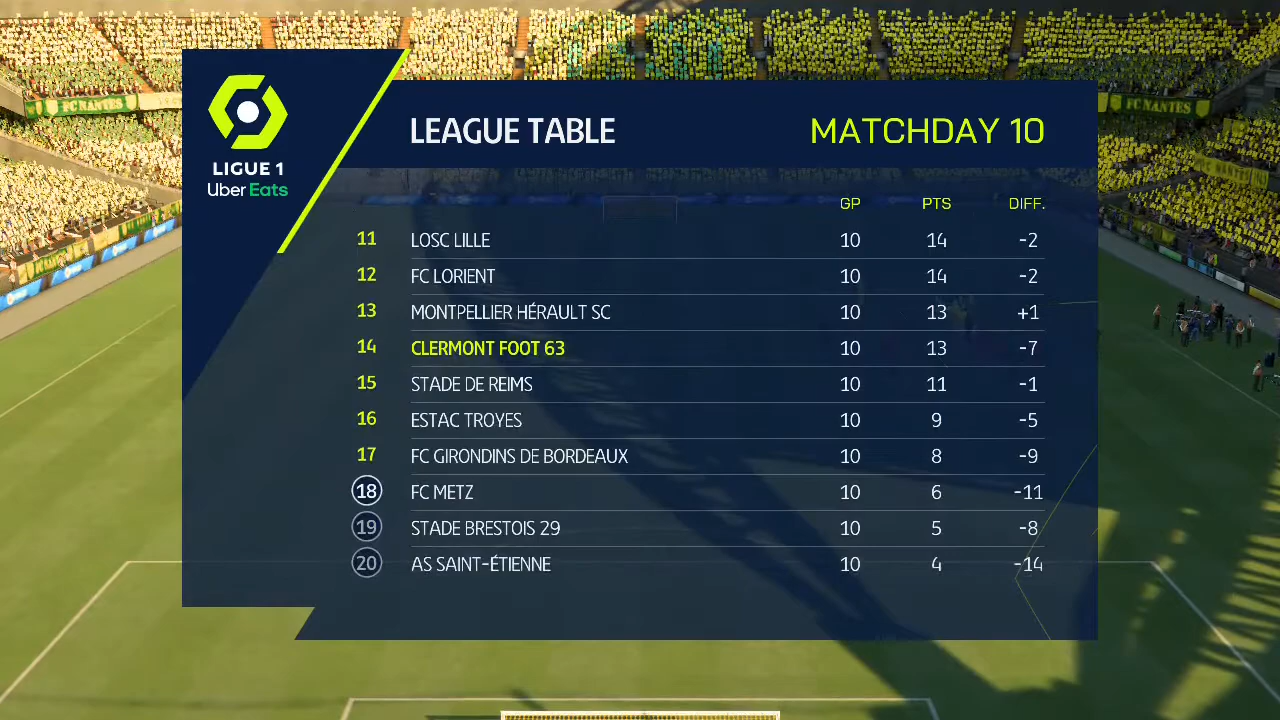 FC NANTES
FC NANTES
LIGUE 1
Uber Eats
LEAGUE TABLE
MATCHDAY 10
GP PTS DIFF.
11 LOSC LILLE 10 14 -2
12 FC LORIENT 10 14 -2
13 MONTPELLIER HÉRAULT SC 10 13 +1
14 CLERMONT FOOT 63 10 13 -7
15 STADE DE REIMS 10 11 -1
16 ESTAC TROYES 10 9 -5
17 FC GIRONDINS DE BORDEAUX 10 8 -9
18 FC METZ 10 6 -11
19 STADE BRESTOIS 29 10 5 -8
20 AS SAINT-ÉTIENNE 10 4 -14